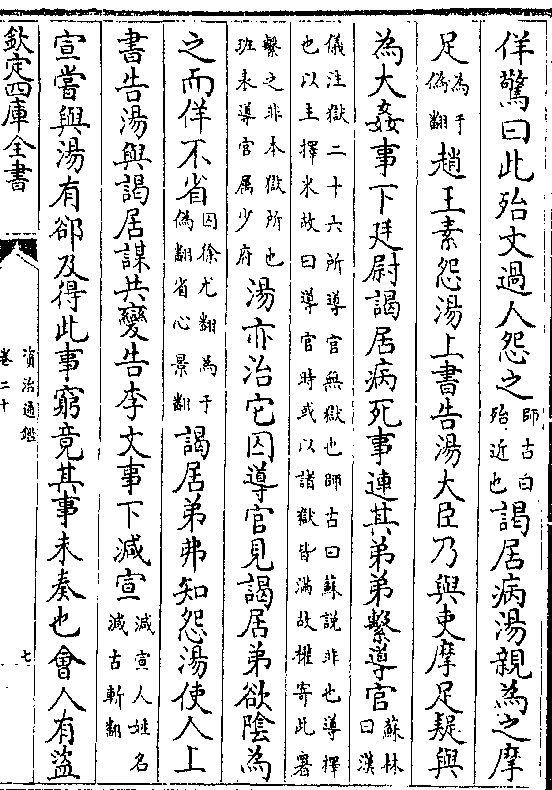 佯驚曰此殆文過人怨之師古曰殆近也謁居病湯親為之摩
足為于偽翻趙王素怨湯上書告湯大臣乃與吏摩足疑與
為大姦事下廷尉謁居病死事連其弟弟繫導官蘇林曰漢
儀注獄二十六所導官無獄也師古曰蘇說非也導擇
也以主擇米故曰導官時或以諸獄皆滿故權寄此署
繫之非本獄所也班表導官属少府湯亦治它囚導官見謁居弟欲陰為
之而佯不省囚徐尤翻為于偽翻省心景翻謁居弟弗知怨湯使人上
書告湯與謁居謀共變告李文事下減宣減宣人姓名減古斬翻
宣嘗與湯有郤及得此事窮竟其事未奏也會人有盜
欽定四庫全書
資治通鑑
卷二十
七